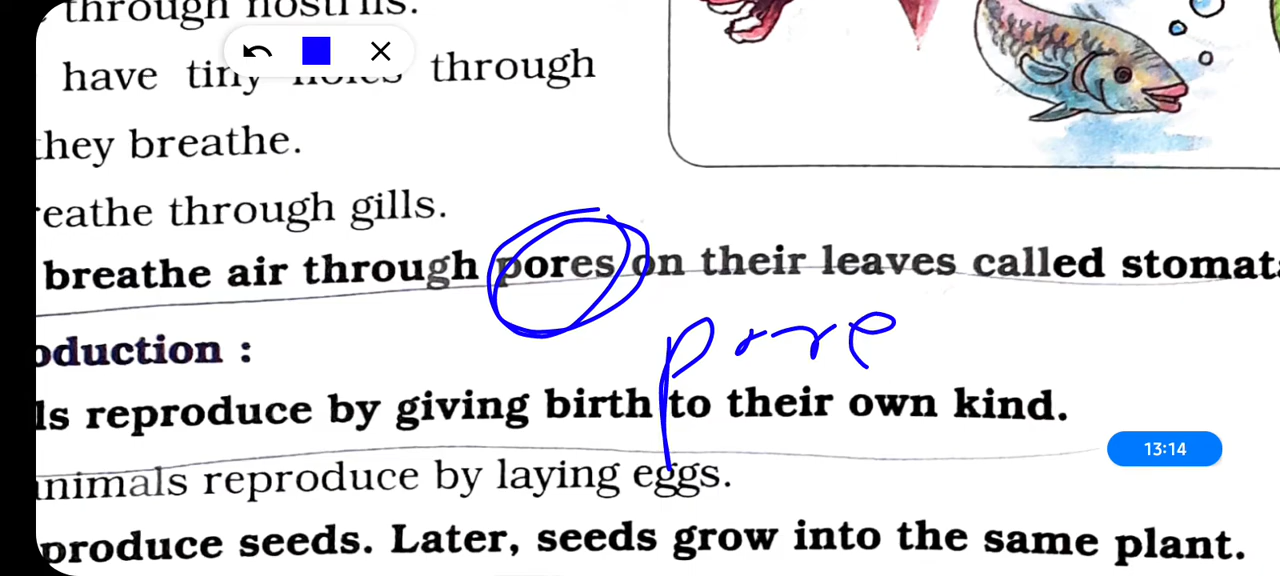 through nostrils.
have tiny holes through
they breathe.
reathe through gills.
breathe air through pores on their leaves called stomat
pore
oduction :
ls reproduce by giving birth to their own kind.
13:14
nimals reproduce by laying eggs.
produce seeds. Later, seeds grow into the same plant.